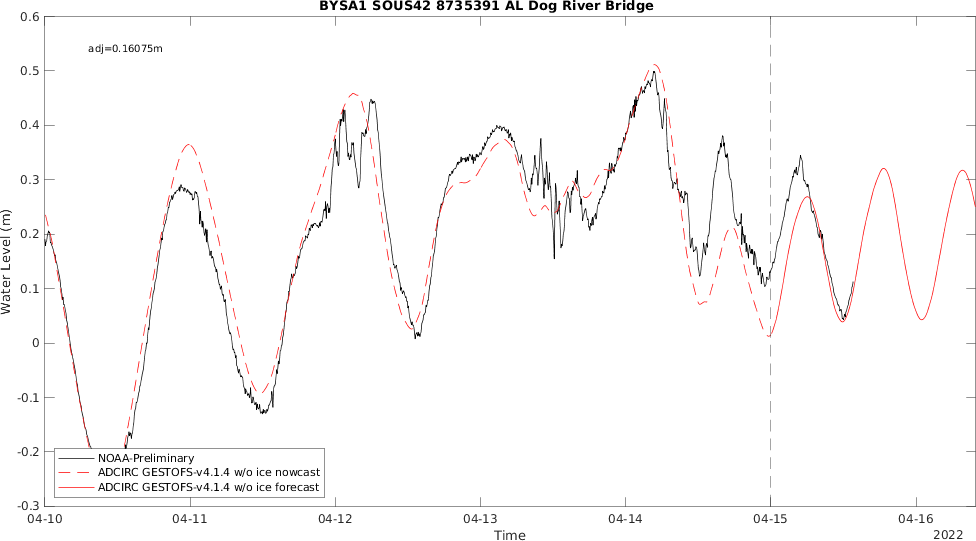 BYSA1 SOUS42 8735391 AL Dog River Bridge
adj=0.16075m
0.6
0.5
0.4
0.3
0.2
0.1
0
-0.1
-0.2
-0.3
Water Level (m)
NOAA-Preliminary
ADCIRC GESTOFS-v4.1.4 w/o ice nowcast
ADCIRC GESTOFS-v4.1.4 w/o ice forecast
04-10 04-11 04-12 04-13 04-14 04-15 04-16
Time
2022